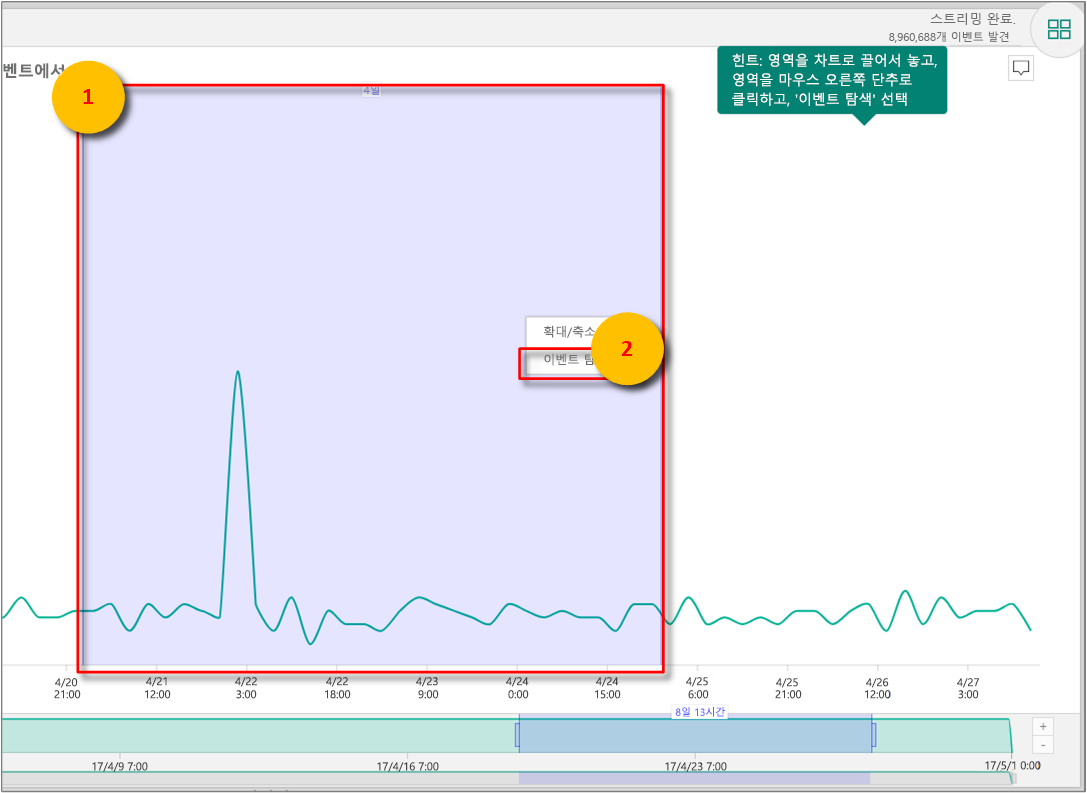 스트리밍 완료.
8,960,688개 이벤트 발견
벤트에서
힌트: 영역을 차트로 끌어서 놓고,
영역을 마우스 오른쪽 단추로
클릭하고, '이벤트 탐색' 선택
1
4일
확대/축소
이벤트 탐
2
4/20 4/21 4/22 4/22 4/23 4/24 4/24 4/25 4/25 4/26 4/27
21:00 12:00 3:00 18:00 9:00 0:00 15:00 6:00 21:00 12:00 3:00
8일 13시간
+
-
17/4/9 7:00 17/4/16 7:00 17/4/23 7:00 17/5/1 0:00